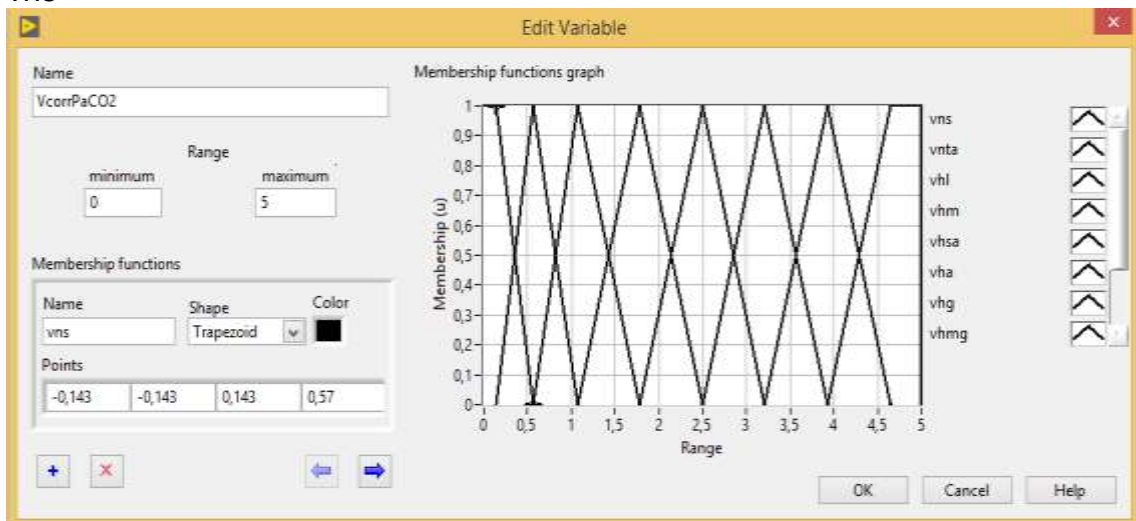 The
Edit Variable
Name
VcorrPaCO2
Range
minimum maximum
0 5
Membership functions
Name Shape Color
vns Trapezoid
Points
-0,143 -0,143 0,143 0,57
Membership functions graph
Membership (u)
1
0,9
0,8
0,7
0,6
0,5
0,4
0,3
0,2
0,1
0
0 0,5 1 1,5 2 2,5 3 3,5 4 4,5 5
Range
vns
vnta
vhl
vhm
vhsa
vha
vhg
vhmg
OK Cancel Help